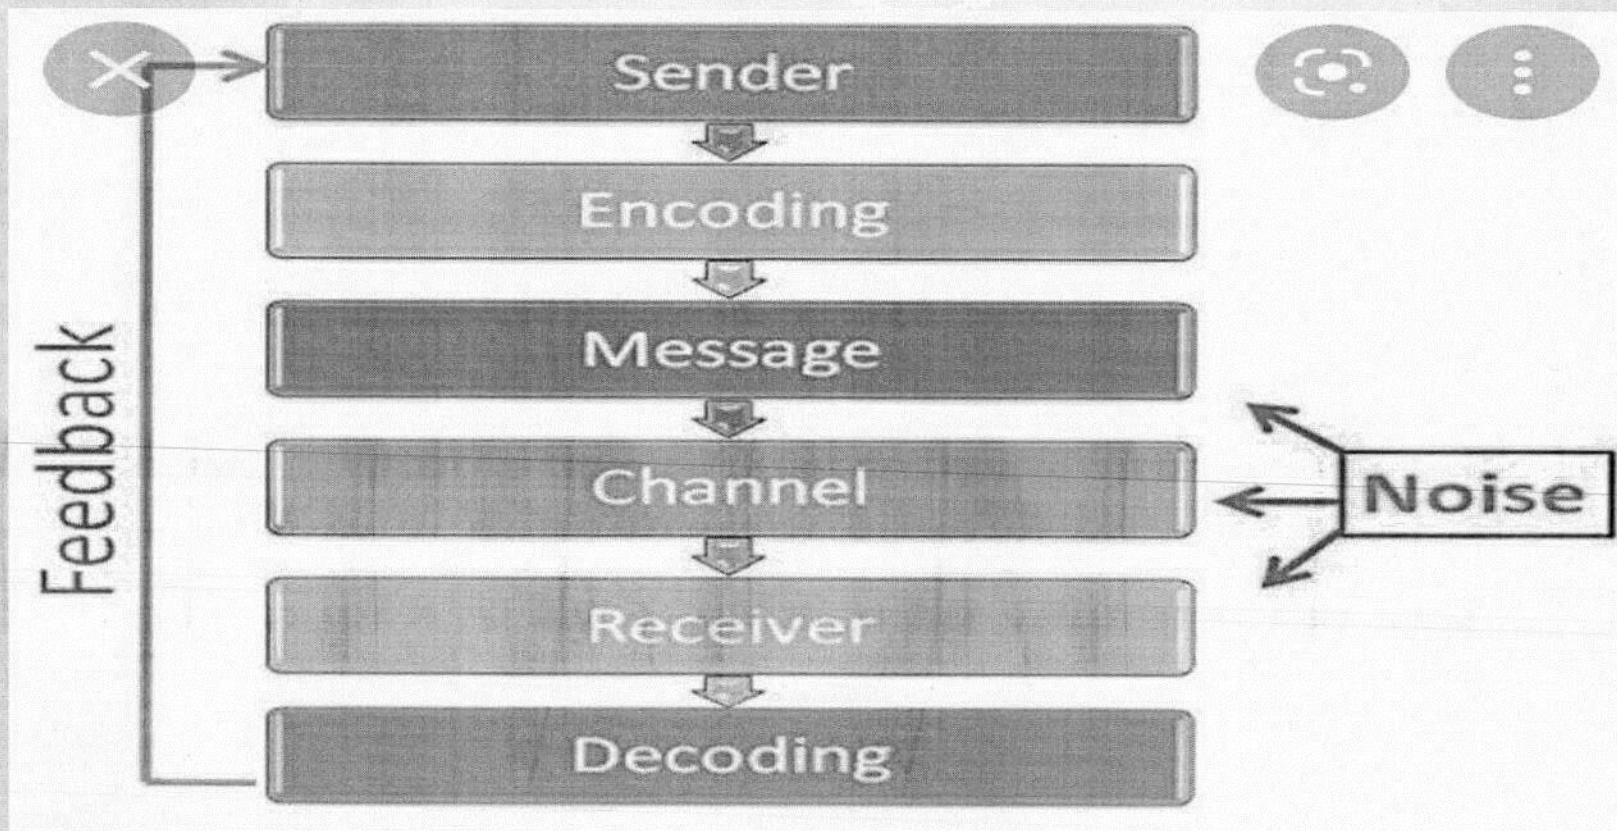 Sender
Encoding
Message
Channel
Receiver
Decoding
Feedback
Noise